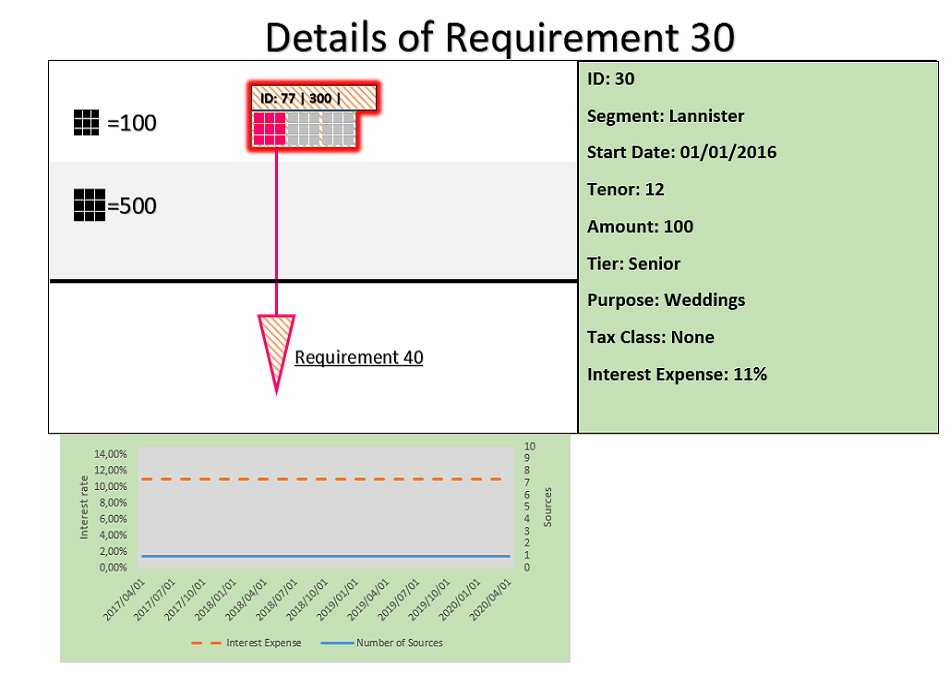 Details of Requirement 30
ID: 77 | 300 |
=100
=500
Requirement 40
ID: 30
Segment: Lannister
Start Date: 01/01/2016
Tenor: 12
Amount: 100
Tier: Senior
Purpose: Weddings
Tax Class: None
Interest Expense: 11%
Interest rate
14,00%
12,00%
10,00%
8,00%
6,00%
4,00%
2,00%
0,00%
10
9
8
7
6
5
4
3
2
1
0
Sources
2017/04/01
2017/07/01
2017/10/01
2018/01/01
2018/04/01
2018/07/01
2018/10/01
2019/01/01
2019/04/01
2019/07/01
2019/10/01
2020/01/01
2020/04/01
Interest Expense
Number of Sources